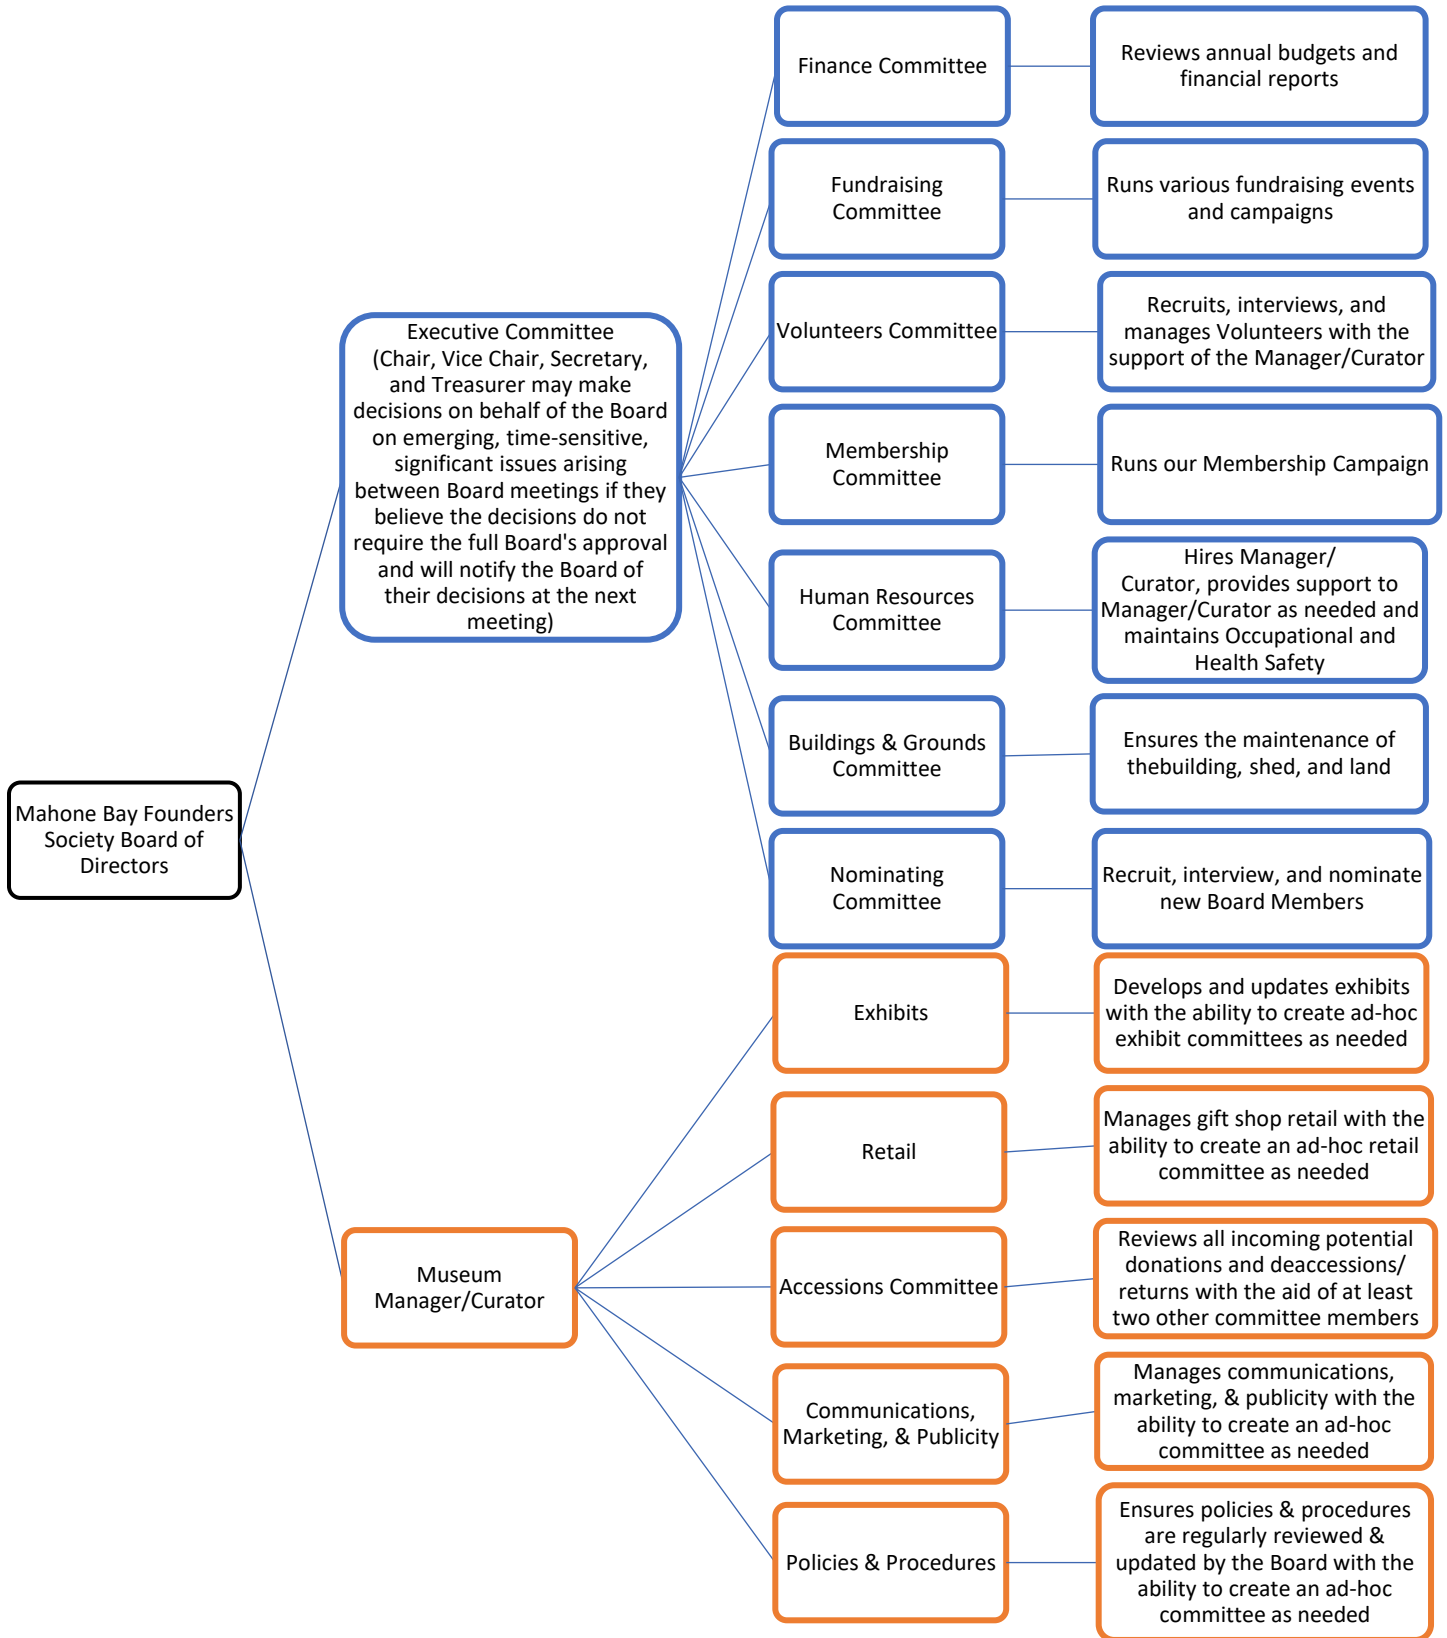 Mahone Bay Founders
Society Board of
Directors
Executive Committee
(Chair, Vice Chair, Secretary,
and Treasurer may make
decisions on behalf of the Board
on emerging, time-sensitive,
significant issues arising
between Board meetings if they
believe the decisions do not
require the full Board's approval
and will notify the Board of
their decisions at the next
meeting)
Finance Committee
Reviews annual budgets and
financial reports
Fundraising
Committee
Runs various fundraising events
and campaigns
Volunteers Committee
Recruits, interviews, and
manages Volunteers with the
support of the Manager/Curator
Membership
Committee
Runs our Membership Campaign
Human Resources
Committee
Hires Manager/
Curator, provides support to
Manager/Curator as needed and
maintains Occupational and
Health Safety
Buildings & Grounds
Committee
Ensures the maintenance of
thebuilding, shed, and land
Nominating
Committee
Recruit, interview, and nominate
new Board Members
Museum
Manager/Curator
Exhibits
Develops and updates exhibits
with the ability to create ad-hoc
exhibit committees as needed
Retail
Manages gift shop retail with the
ability to create an ad-hoc retail
committee as needed
Accessions Committee
Reviews all incoming potential
donations and deaccessions/
returns with the aid of at least
two other committee members
Communications,
Marketing, & Publicity
Manages communications,
marketing, & publicity with the
ability to create an ad-hoc
committee as needed
Policies & Procedures
Ensures policies & procedures
are regularly reviewed &
updated by the Board with the
ability to create an ad-hoc
committee as needed